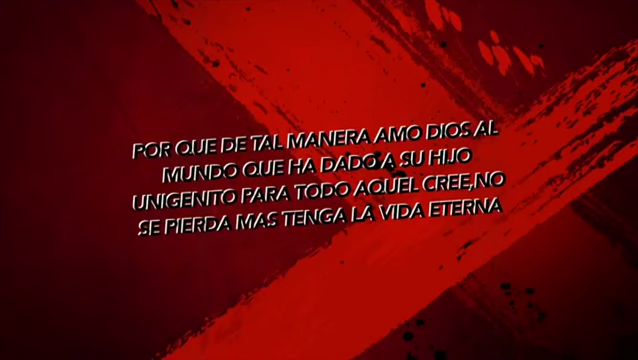 POR QUE DE TAL MANERA AMO DIOS AL
MUNDO QUE HA DADO A SU HIJO
UNIGENITO PARA TODO AQUEL CREE,NO
SE PIERDA MAS TENGA LA VIDA ETERNA